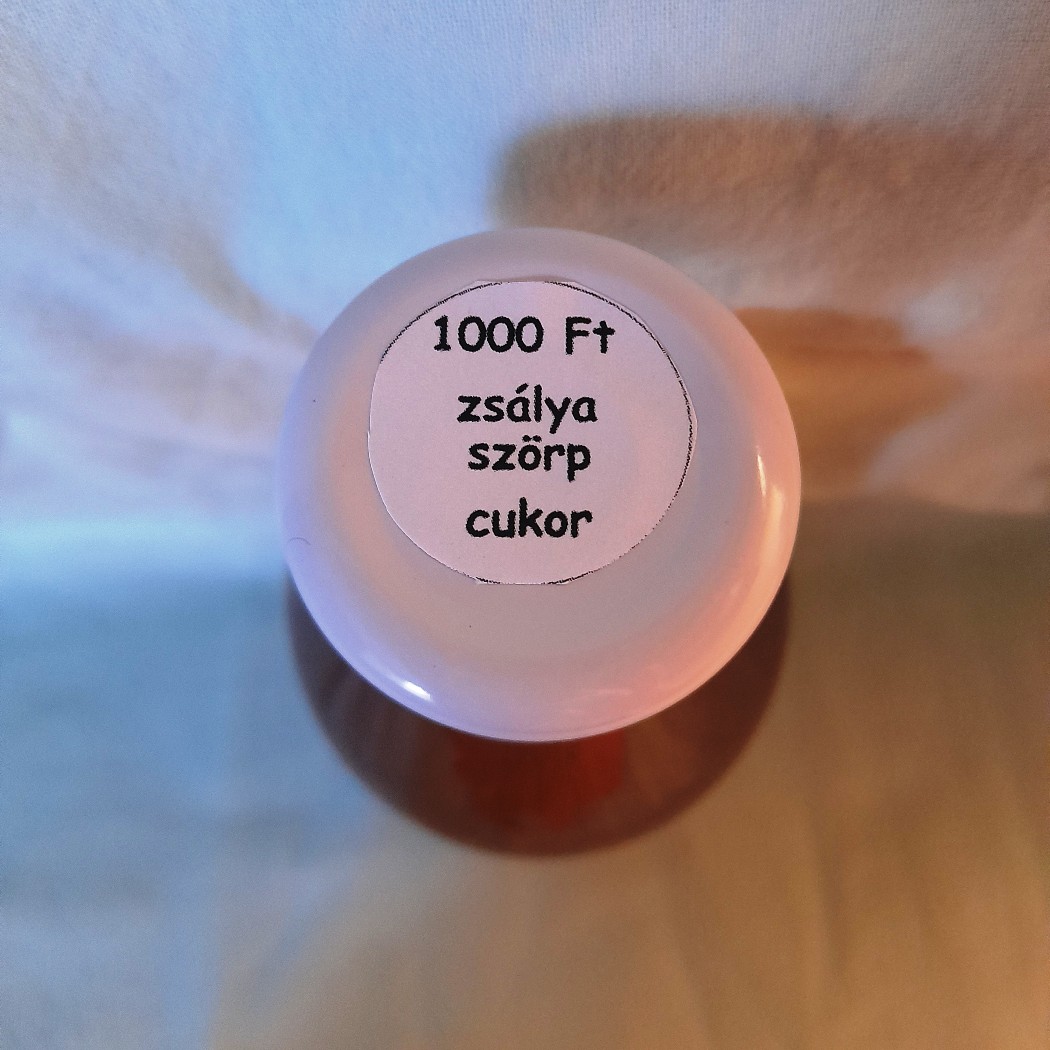 1000 Ft
zsálya
szörp
cukor